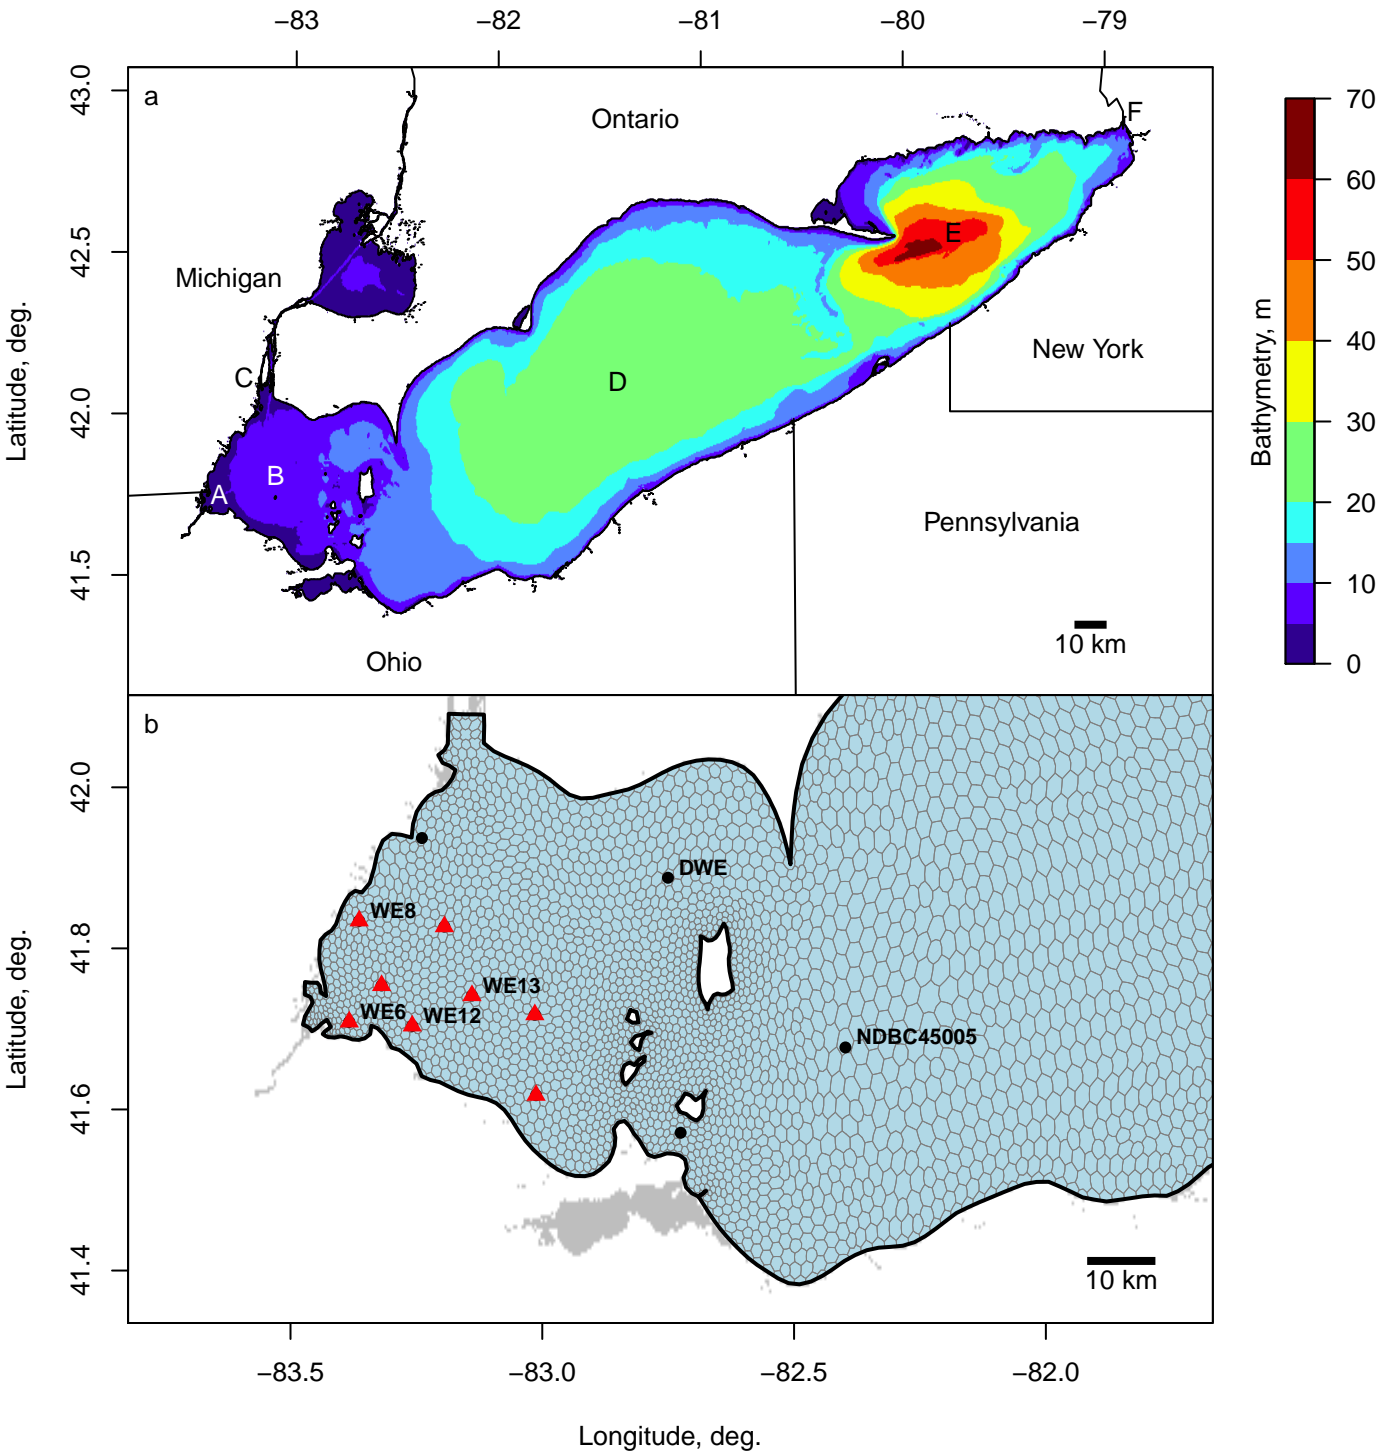 −83 −82 −81 −80 −79
43.0
42.5
42.0
41.5
Latitude, deg.
a
Ontario
F
E
Michigan
New York
C
D
B
A
Pennsylvania
10 km
Ohio
70
60
50
40
30
20
10
0
Bathymetry, m
b
42.0
41.8
41.6
41.4
Latitude, deg.
DWE
WE8
WE13
WE6
WE12
NDBC45005
10 km
−83.5 −83.0 −82.5 −82.0
Longitude, deg.